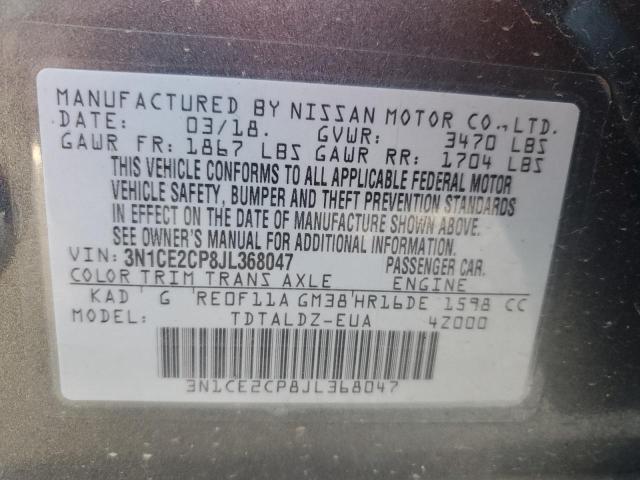 MANUFACTURED BY NISSAN MOTOR CO., LTD.
DATE: 03/18. GVWR: 3470 LBS
GAWR FR: 1867 LBS GAWR RR: 1704 LBS
THIS VEHICLE CONFORMS TO ALL APPLICABLE FEDERAL MOTOR
VEHICLE SAFETY, BUMPER AND THEFT PREVENTION STANDARDS
IN EFFECT ON THE DATE OF MANUFACTURE SHOWN ABOVE.
SEE OWNER'S MANUAL FOR ADDITIONAL INFORMATION.
VIN: 3N1CE2CP8JL368047 PASSENGER CAR.
COLOR TRIM TRANS AXLE ENGINE
KAD G RE0F11A GM38 HR16DE 1598 CC
MODEL: TDTALDZ-EUA 4Z000
3N1CE2CP8JL368047